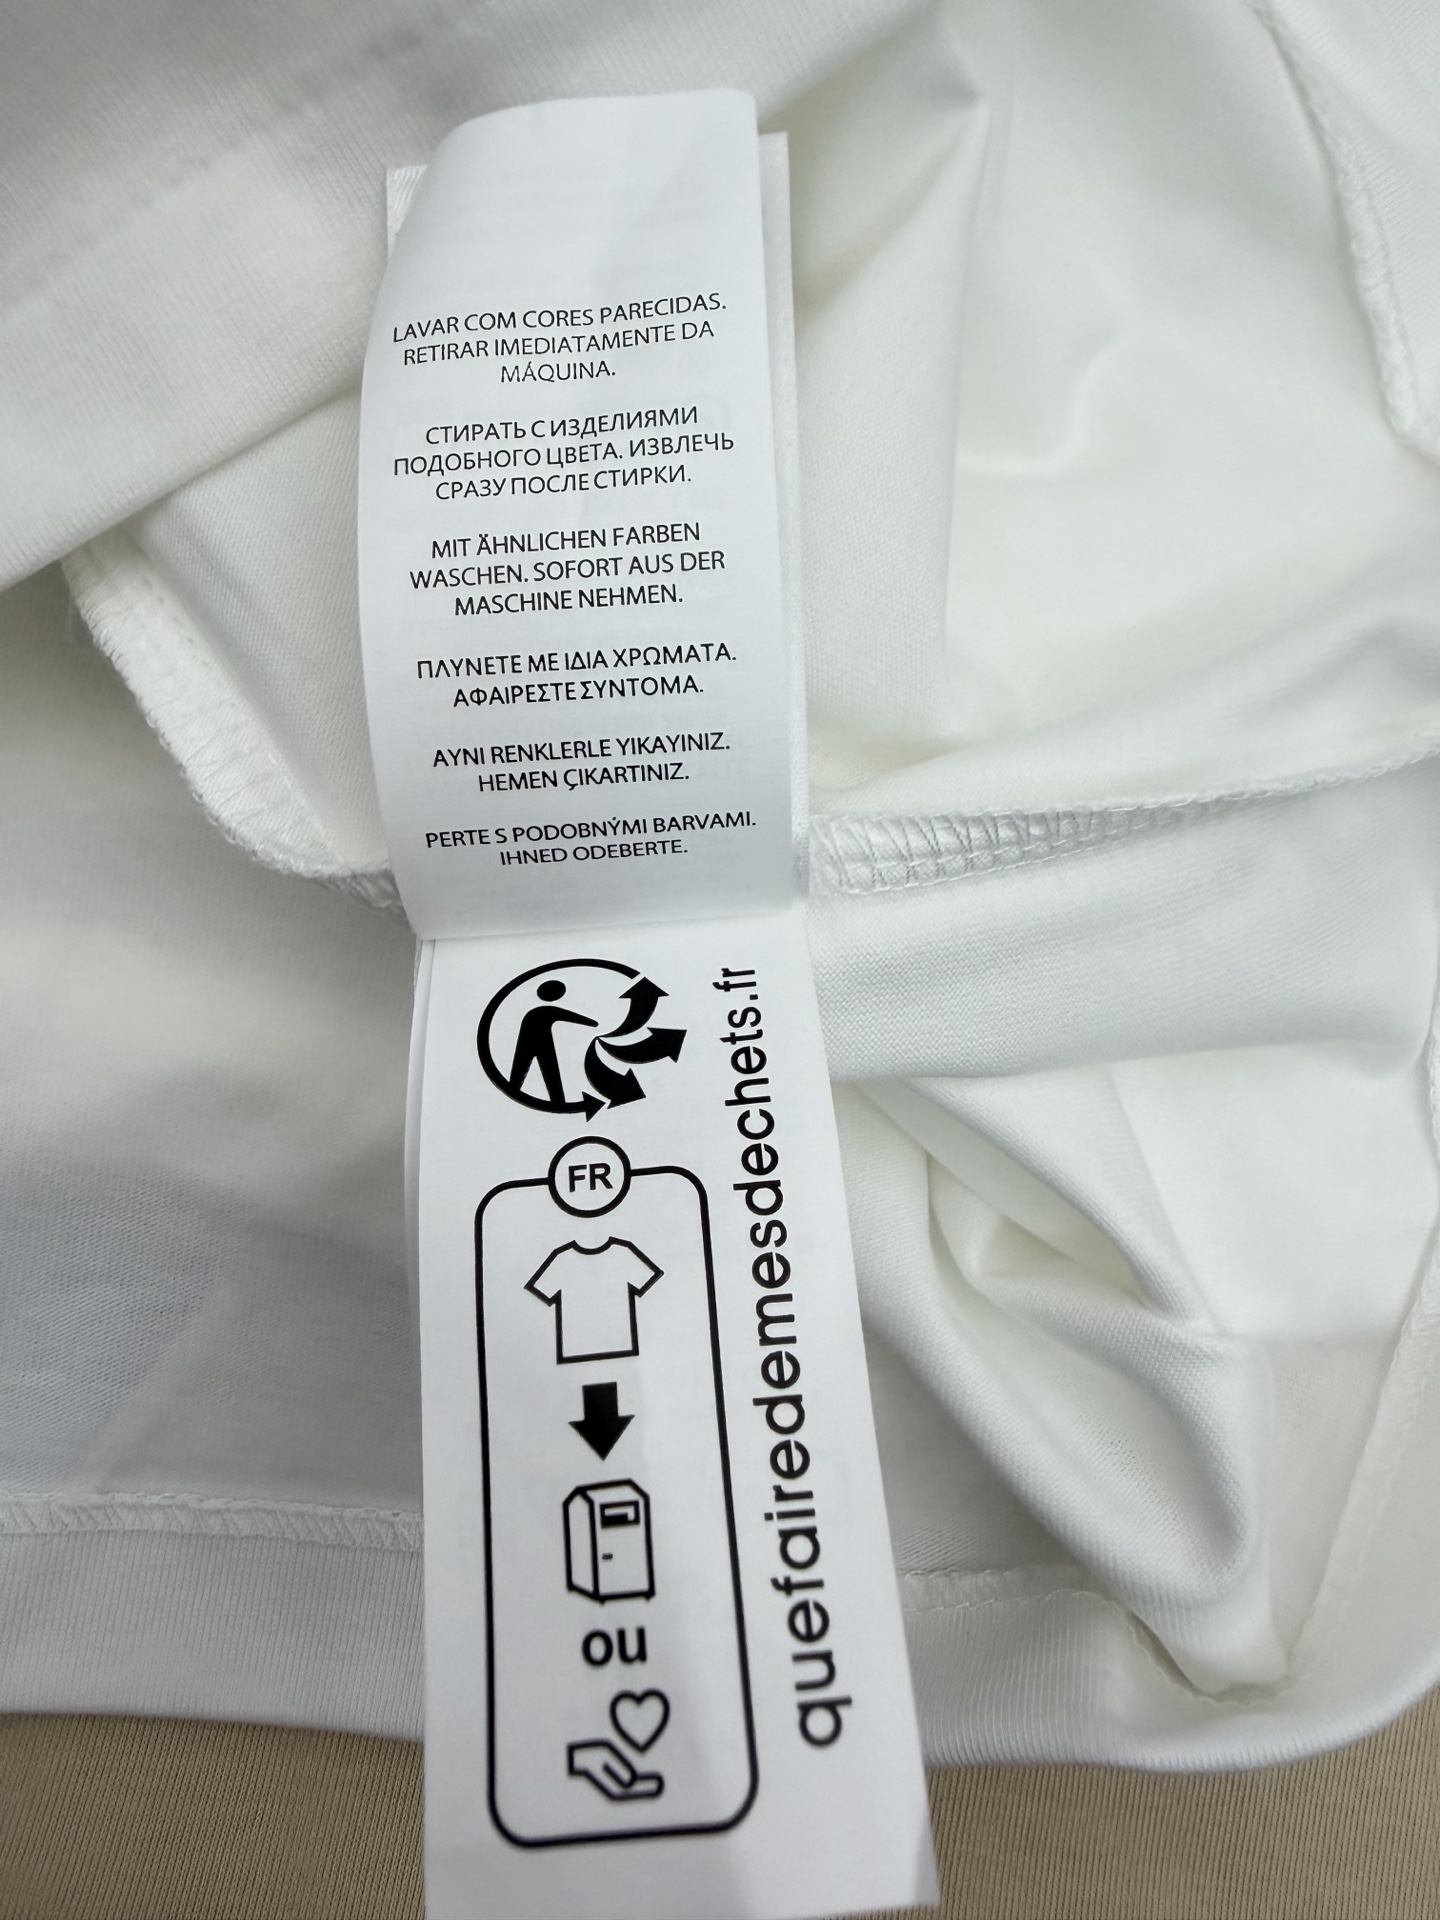 LAVAR COM CORES PARECIDAS.
RETIRAR IMEDIATAMENTE DA
MÁQUINA.
СТИРАТЬ С ИЗДЕЛИЯМИ
ПОДОБНОГО ЦВЕТА. ИЗВЛЕЧЬ
СРАЗУ ПОСЛЕ СТИРКИ.
MIT ÄHNLICHEN FARBEN
WASCHEN. SOFORT AUS DER
MASCHINE NEHMEN.
ΠΛΥΝΕΤΕ ΜΕ ΙΔΙΑ ΧΡΩΜΑΤΑ.
ΑΦΑΙΡΕΣΤΕ ΣΥΝΤΟΜΑ.
AYNI RENKLERLE YIKAYINIZ.
HEMEN ÇIKARTINIZ.
PERTE S PODOBNÝMI BARVAMI.
IHNED ODEBERTE.
FR
ou
quefairedemesdechets.fr